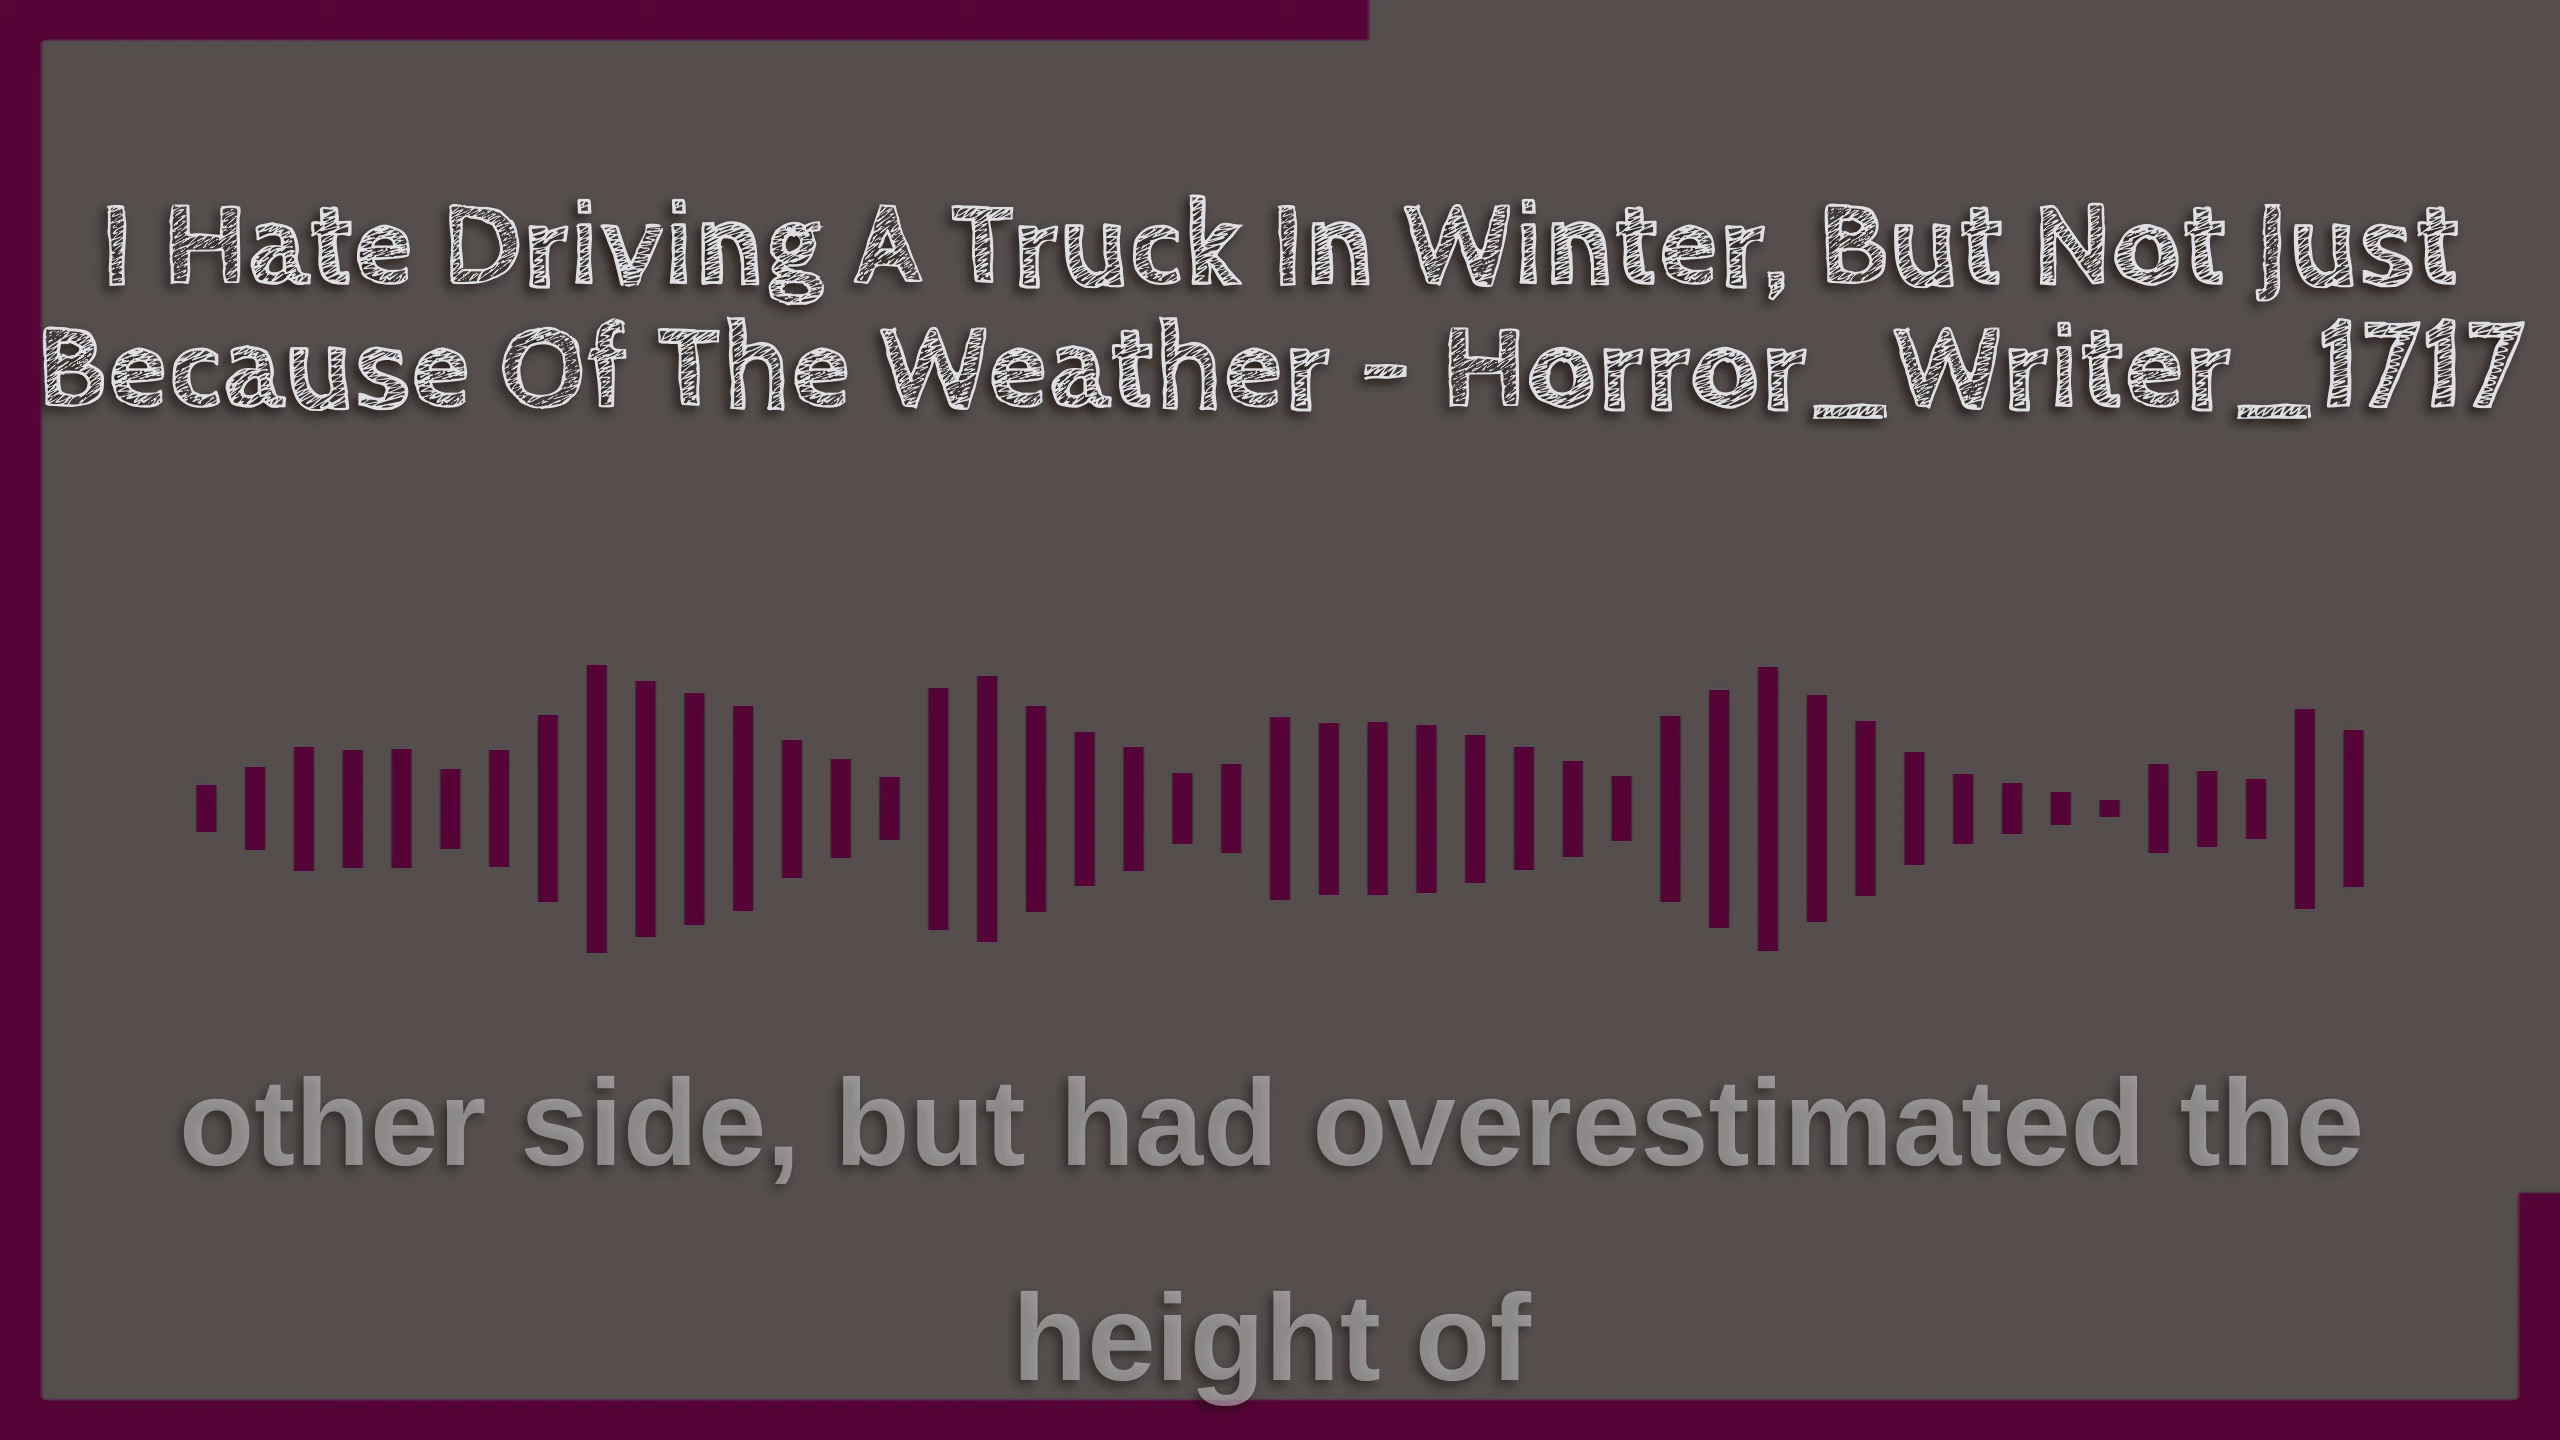 I Hate Driving A Truck In Winter, But Not Just
Because Of The Weather - Horror_Writer_1717
other side, but had overestimated the
height of